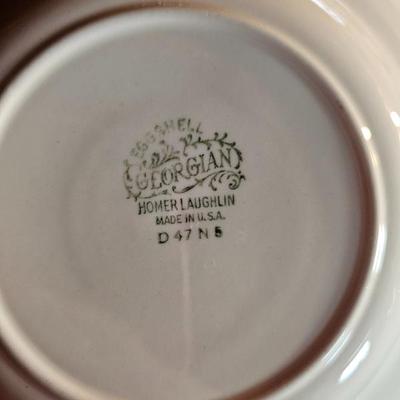 EGGSHELL
GEORGIAN
HOMER LAUGHLIN
MADE IN U.S.A.
D 47 N 5